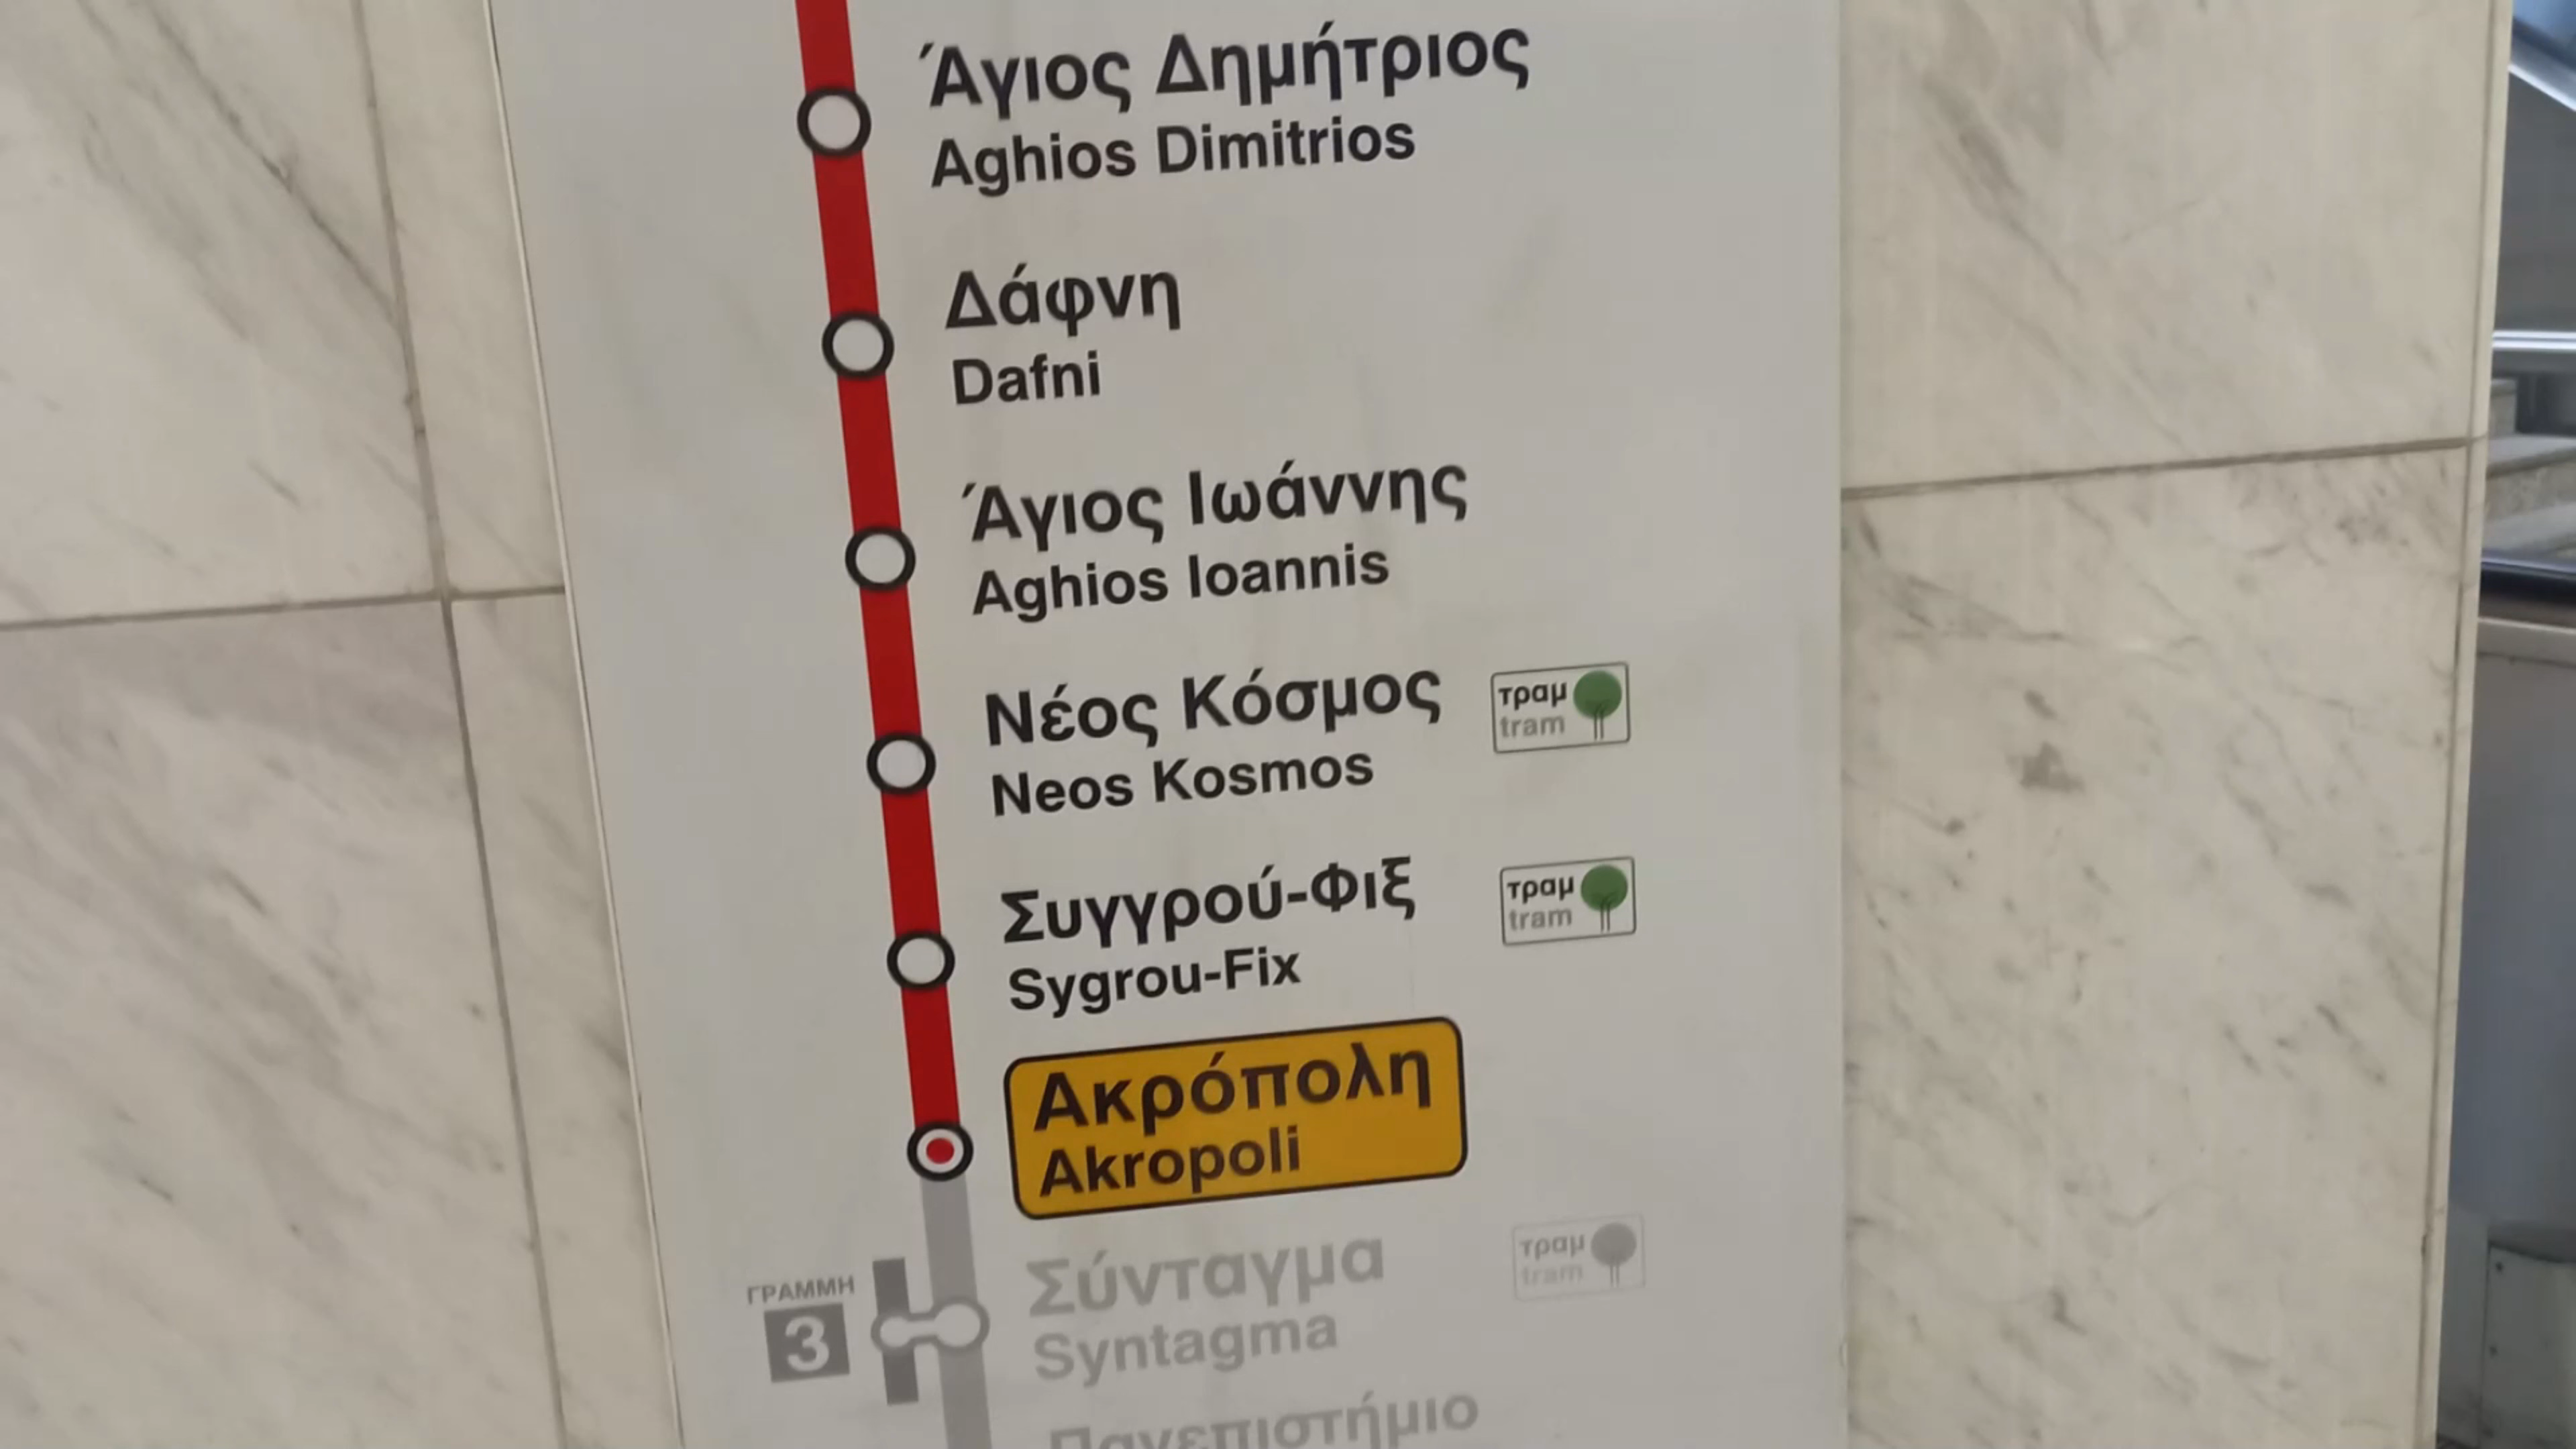 Άγιος Δημήτριος
Aghios Dimitrios
Δάφνη
Dafni
Άγιος Ιωάννης
Aghios Ioannis
Νέος Κόσμος
Neos Kosmos
τραμ
tram
Συγγρού-Φιξ
Sygrou-Fix
τραμ
tram
Ακρόπολη
Akropoli
ΓΡΑΜΜΗ
3
Σύνταγμα
Syntagma
τραμ
tram
Πανεπιστήμιο